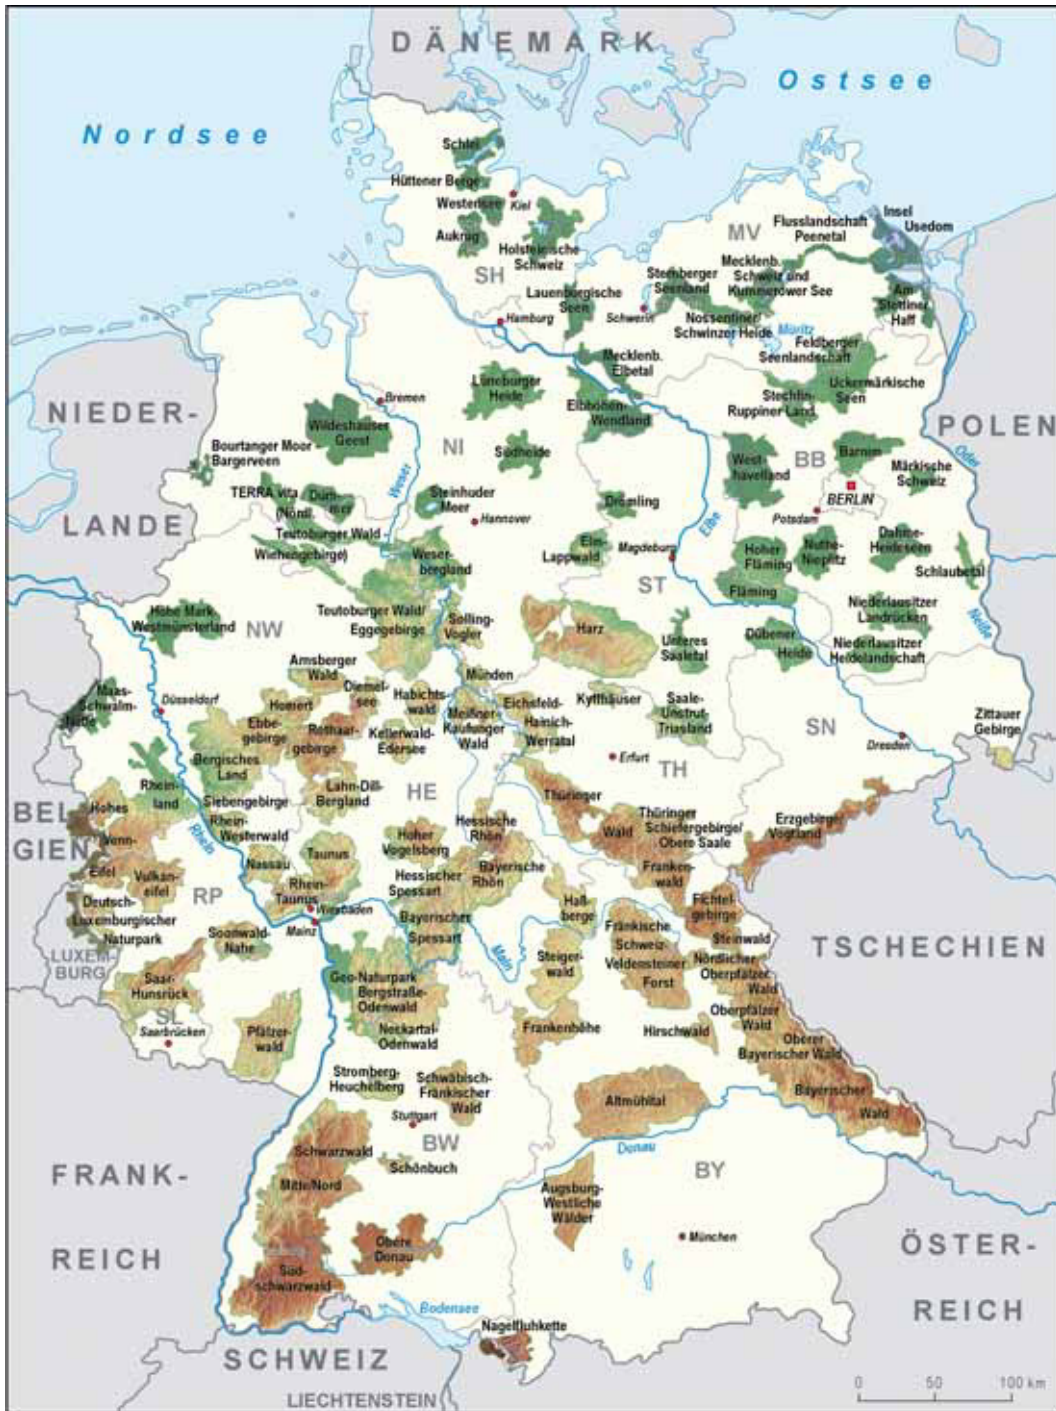 DÄNEMARK
Ostsee
Nordsee
Schlei
Hüttener Berge
Westensee
Kiel
Aukrug
Holsteinische
Schweiz
SH
MV
Flusslandschaft
Peenetal
Insel
Usedom
Mecklenb.
Schweiz und
Kummerower See
Sternberger
Seenland
Lauenburgische
Seen
Schwerin
Hamburg
Nossentiner/
Schwinzer Heide
Am
Stettiner
Haff
Müritz
Feldberger
Seenlandschaft
Mecklenb.
Elbetal
Uckermärkische
Seen
Stechlin-
Ruppiner Land
Lüneburger
Heide
Elbhöhen-
Wendland
NIEDER-
LANDE
Bremen
Wildeshauser
Geest
Bourtanger Moor -
Bargerveen
NI
Südheide
POLEN
Oder
Barnim
BB
West-
havelland
Märkische
Schweiz
BERLIN
Potsdam
Weser
TERRA vita
(Nördl.
Teutoburger Wald
Wiehengebirge)
Düm-
mer
Steinhuder
Meer
Hannover
Drömling
Elbe
Elm-
Lappwald
Magdeburg
Hoher
Fläming
Fläming
Nuthe-
Nieplitz
Dahme-
Heideseen
Schlaubetal
Weser-
bergland
ST
Niederlausitzer
Landrücken
Neiße
Hohe Mark
Westmünsterland
NW
Teutoburger Wald/
Eggegebirge
Solling-
Vogler
Harz
Unteres
Saaletal
Dübener
Heide
Niederlausitzer
Heidelandschaft
Arnsberger
Wald
Münden
Maas-
Schwalm-
Nette
Düsseldorf
Homert
Diemel-
see
Habichts-
wald
Meißner-
Kaufunger
Wald
Eichsfeld-
Hainich-
Werratal
Kyffhäuser
Saale-
Unstrut-
Triasland
SN
Zittauer
Gebirge
Dresden
Ebbe-
gebirge
Rothaar-
gebirge
Kellerwald-
Edersee
Bergisches
Land
Erfurt
TH
Rhein-
land
Siebengebirge
Lahn-Dill-
Bergland
HE
Thüringer
Wald
Thüringer
Schiefergebirge/
Obere Saale
Erzgebirge/
Vogtland
BEL
GIEN
Hohes
Venn-
Eifel
Rhein
Rhein-
Westerwald
Hoher
Vogelsberg
Hessische
Rhön
Nassau
Taunus
Bayerische
Rhön
Franken-
wald
Vulkan-
eifel
RP
Rhein-
Taunus
Wiesbaden
Mainz
Hessischer
Spessart
Bayerischer
Spessart
Haß-
berge
Fichtel-
gebirge
Deutsch-
Luxemburgischer
Naturpark
LUXEM-
BURG
Soonwald-
Nahe
Main
Fränkische
Schweiz-
Veldensteiner
Forst
Steinwald
Nördlicher
Oberpfälzer
Wald
TSCHECHIEN
Saar-
Hunsrück
Geo-Naturpark
Bergstraße-
Odenwald
Steiger-
wald
SL
Saarbrücken
Pfälzer-
wald
Neckartal-
Odenwald
Frankenhöhe
Hirschwald
Oberpfälzer
Wald
Oberer
Bayerischer Wald
Stromberg-
Heuchelberg
Schwäbisch-
Fränkischer
Wald
Altmühltal
Bayerischer
Wald
Stuttgart
BW
Schönbuch
Donau
BY
FRANK-
REICH
Schwarzwald
Mitte/Nord
Augsburg-
Westliche
Wälder
München
Obere
Donau
Süd-
schwarzwald
ÖSTER-
REICH
Bodensee
Nagelfluhkette
SCHWEIZ
LIECHTENSTEIN
0 50 100 km